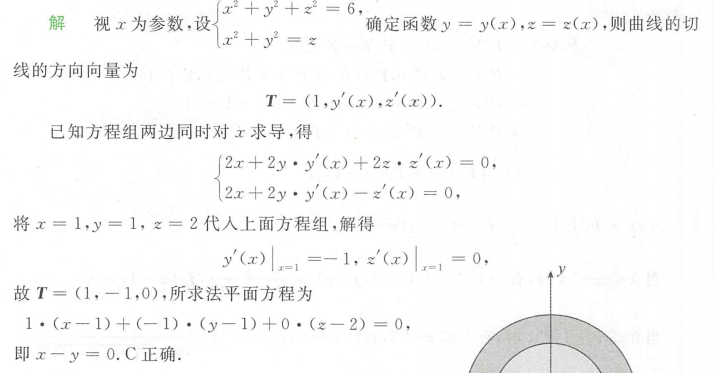 解 视 x 为参数,设{x² + y² + z² = 6, x² + y² = z 确定函数 y = y(x), z = z(x),则曲线的切
线的方向向量为
T = (1, y′(x), z′(x)).
已知方程组两边同时对 x 求导,得
{2x + 2y · y′(x) + 2z · z′(x) = 0,
2x + 2y · y′(x) − z′(x) = 0,
将 x = 1, y = 1, z = 2 代入上面方程组,解得
y′(x)|ₓ₌₁ = −1, z′(x)|ₓ₌₁ = 0,
故 T = (1, −1, 0),所求法平面方程为
1 · (x − 1) + (−1) · (y − 1) + 0 · (z − 2) = 0,
即 x − y = 0. C 正确.
y